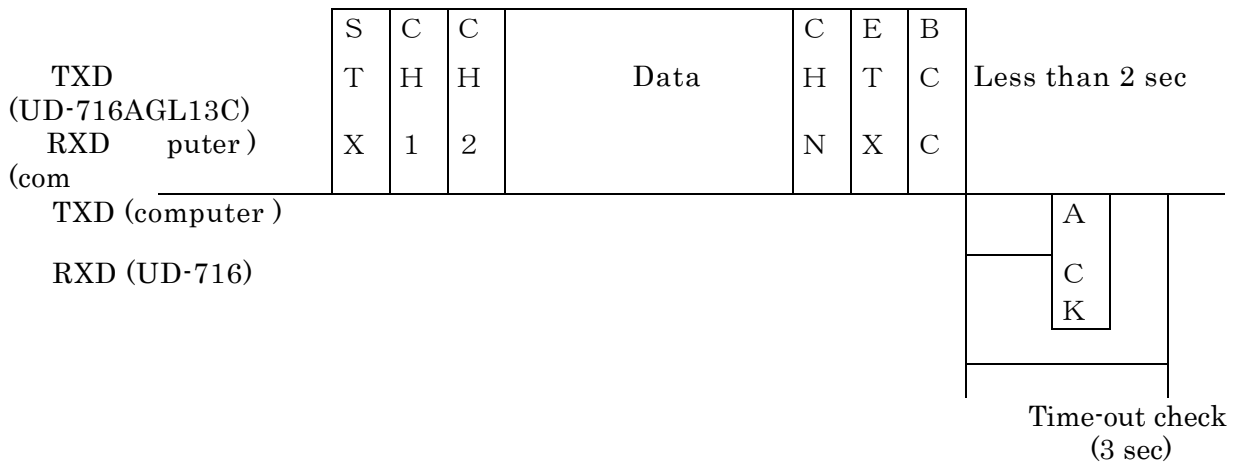 S C C C E B
TXD T H H Data H T C Less than 2 sec
(UD-716AGL13C)
RXD puter ) X 1 2 N X C
(com
TXD (computer ) A
RXD (UD-716) C
K
Time-out check
(3 sec)